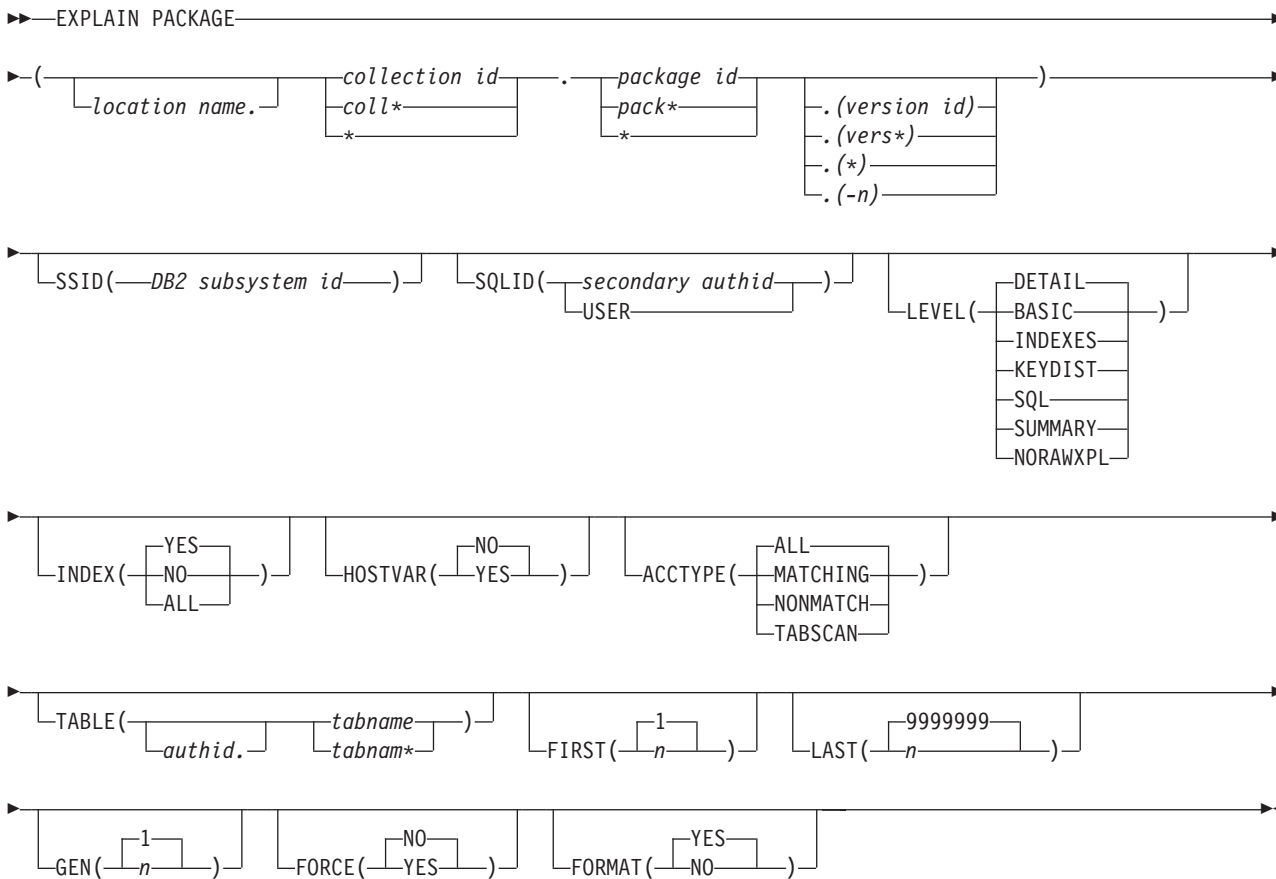 EXPLAIN PACKAGE
( collection id . package id )
location name. coll* pack* .(version id)
* * .(vers*)
.(*)
.(-n)
SSID( DB2 subsystem id ) SQLID( secondary authid ) DETAIL
USER LEVEL( BASIC )
INDEXES
KEYDIST
SQL
SUMMARY
NORAWXPL
YES NO ALL
INDEX( NO ) HOSTVAR( YES ) ACCTYPE( MATCHING )
ALL NONMATCH
TABSCAN
TABLE( tabname ) 1 9999999
authid. tabnam* FIRST( n ) LAST( n )
1 NO YES
GEN( n ) FORCE( YES ) FORMAT( NO )